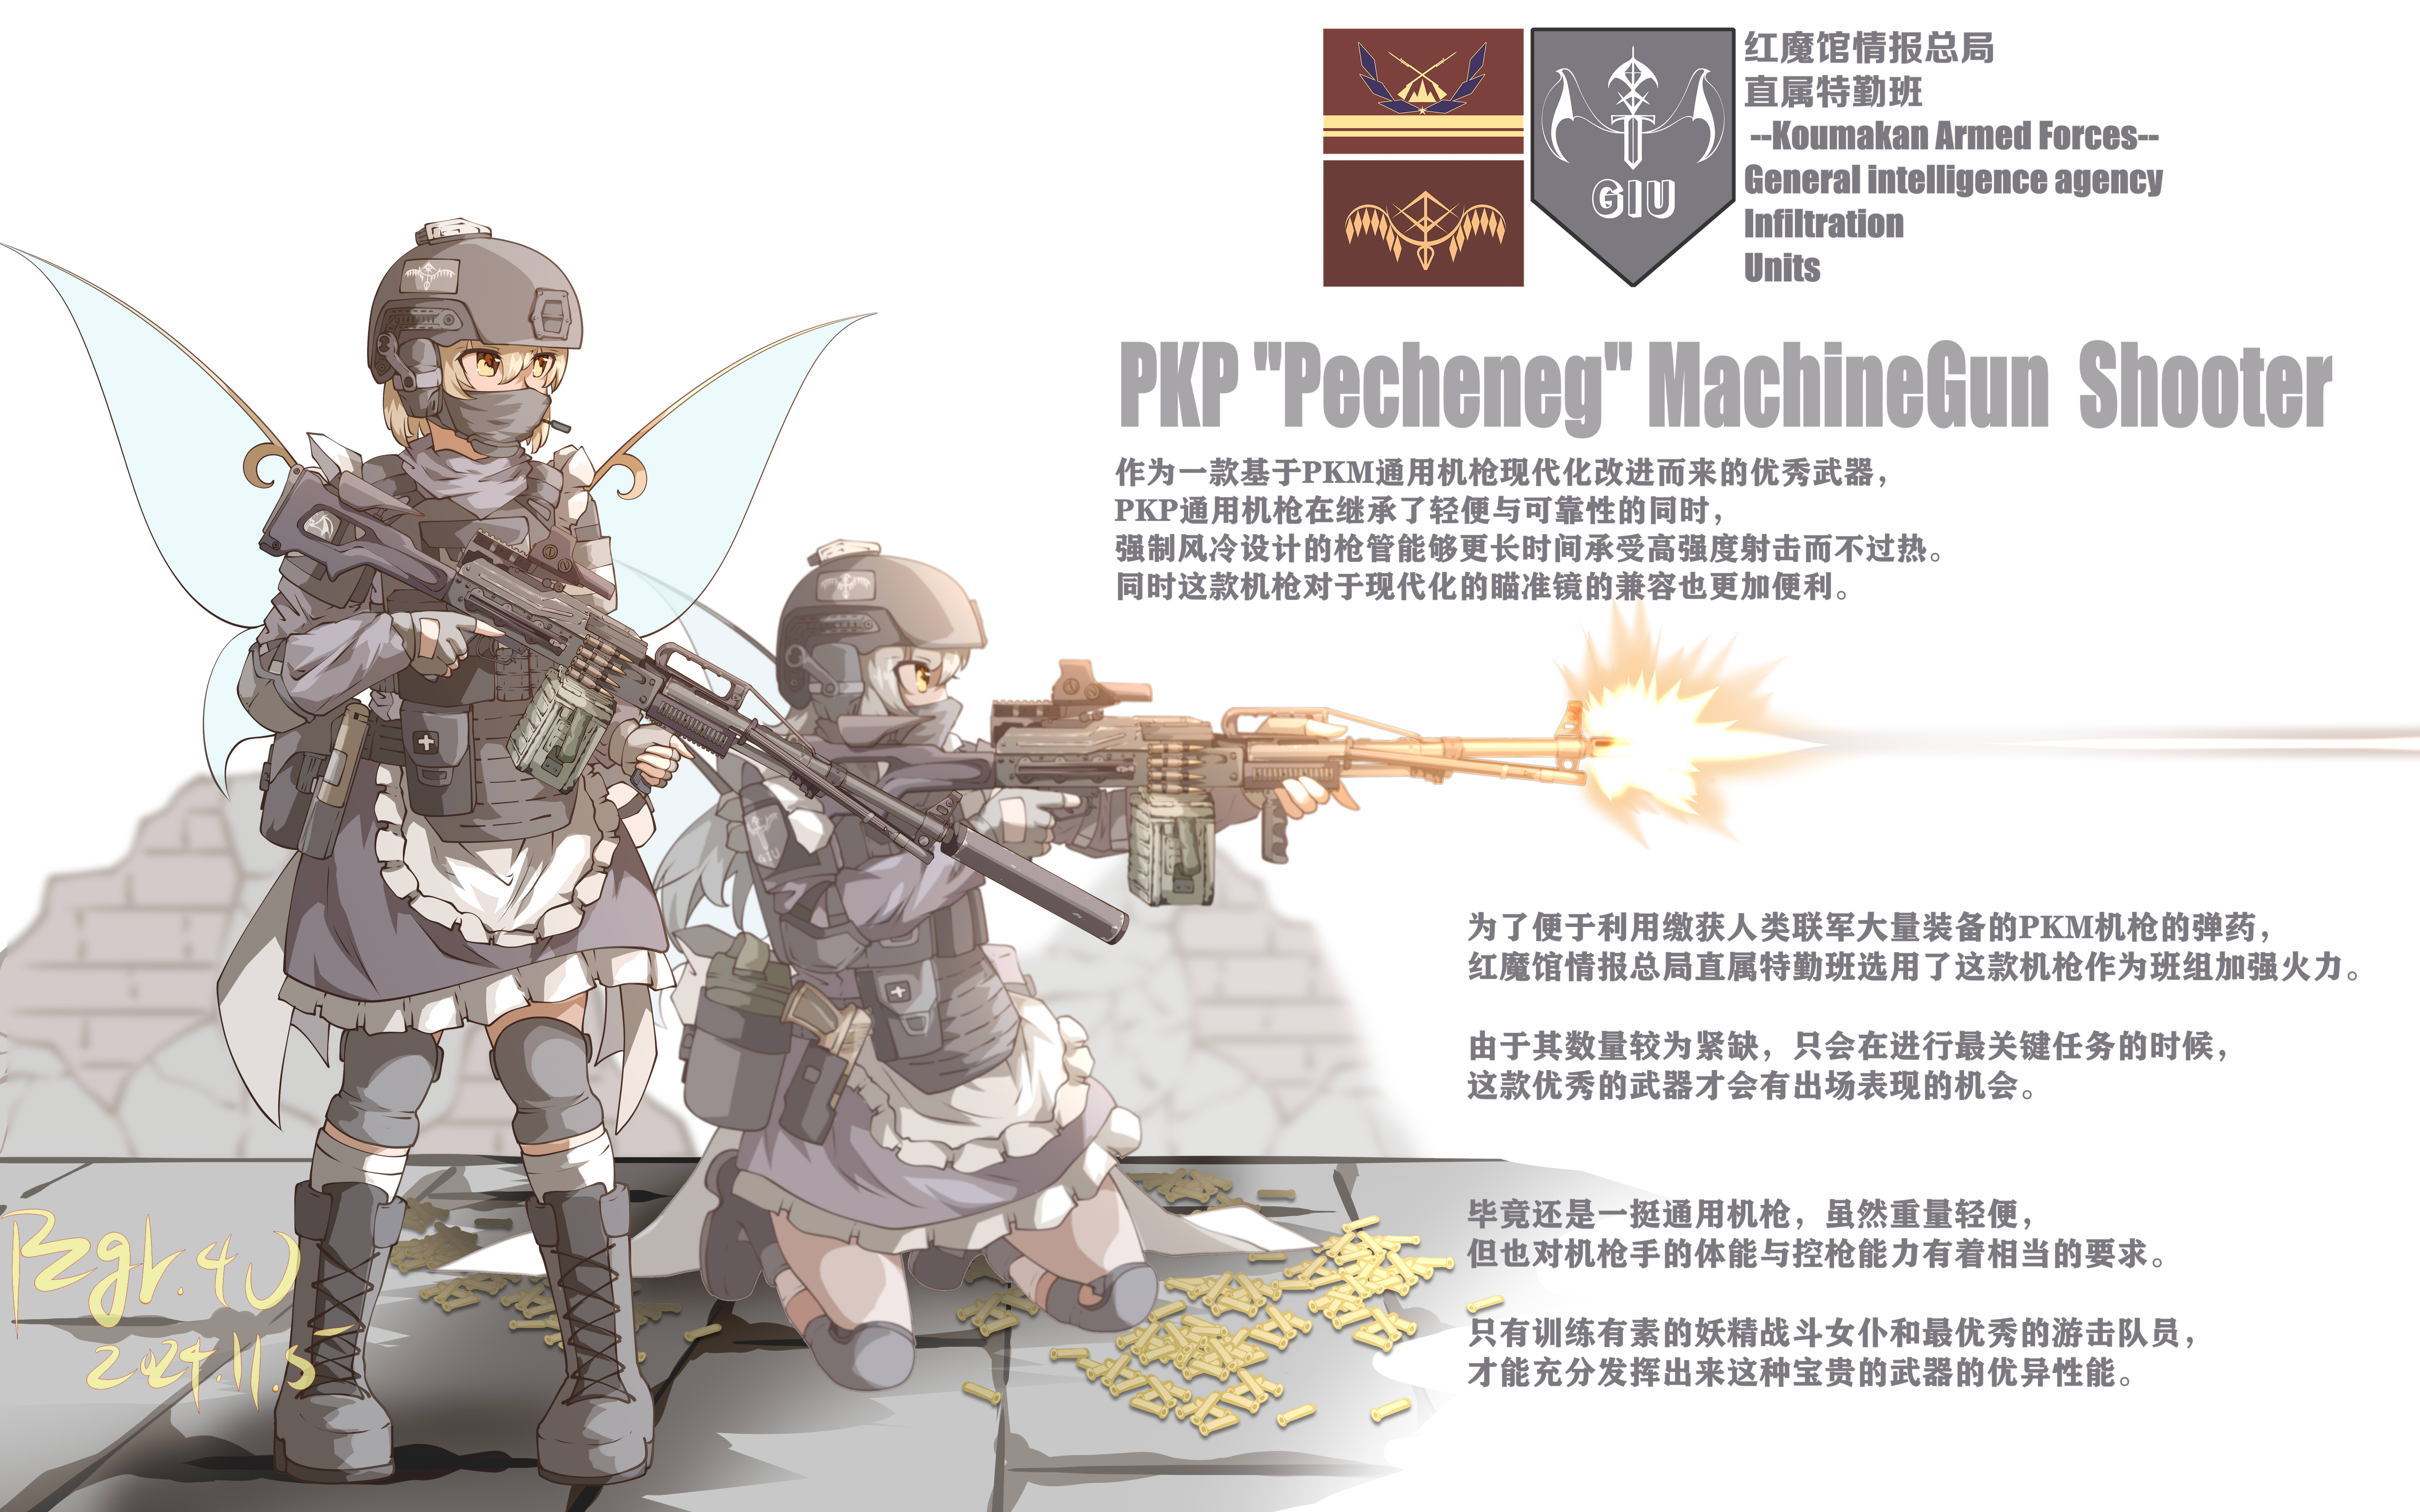 红魔馆情报总局
直属特勤班
--Koumakan Armed Forces--
General intelligence agency
Infiltration
Units
GIU
PKP "Pecheneg" MachineGun Shooter
作为一款基于PKM通用机枪现代化改进而来的优秀武器，
PKP通用机枪在继承了轻便与可靠性的同时，
强制风冷设计的枪管能够更长时间承受高强度射击而不过热。
同时这款机枪对于现代化的瞄准镜的兼容也更加便利。
GIU
为了便于利用缴获人类联军大量装备的PKM机枪的弹药，
红魔馆情报总局直属特勤班选用了这款机枪作为班组加强火力。
由于其数量较为紧缺，只会在进行最关键任务的时候，
这款优秀的武器才会有出场表现的机会。
毕竟还是一挺通用机枪，虽然重量轻便，
但也对机枪手的体能与控枪能力有着相当的要求。
只有训练有素的妖精战斗女仆和最优秀的游击队员，
才能充分发挥出来这种宝贵的武器的优异性能。
Pzgr.40
2024.11.5